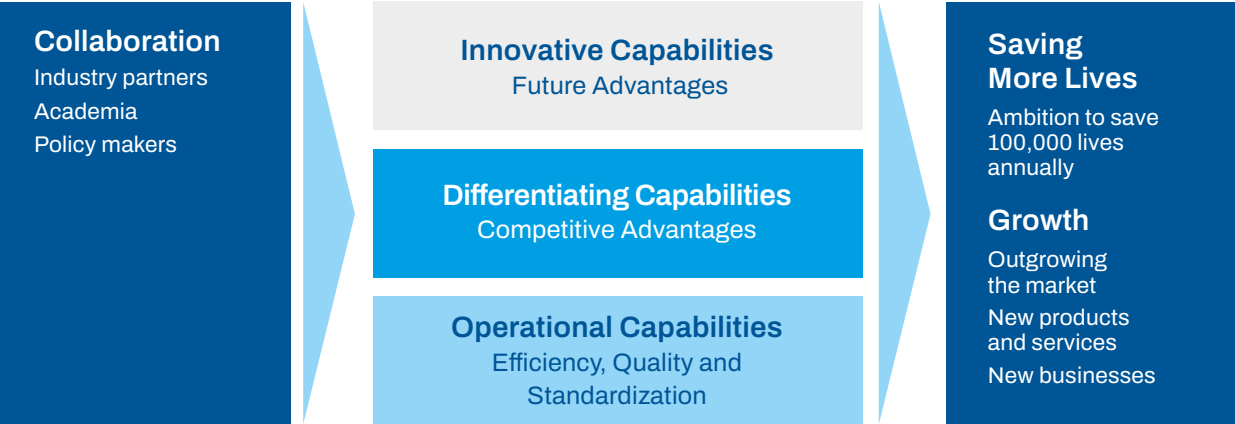 Collaboration
Industry partners
Academia
Policy makers
Innovative Capabilities
Future Advantages
Differentiating Capabilities
Competitive Advantages
Operational Capabilities
Efficiency, Quality and
Standardization
Saving
More Lives
Ambition to save
100,000 lives
annually
Growth
Outgrowing
the market
New products
and services
New businesses